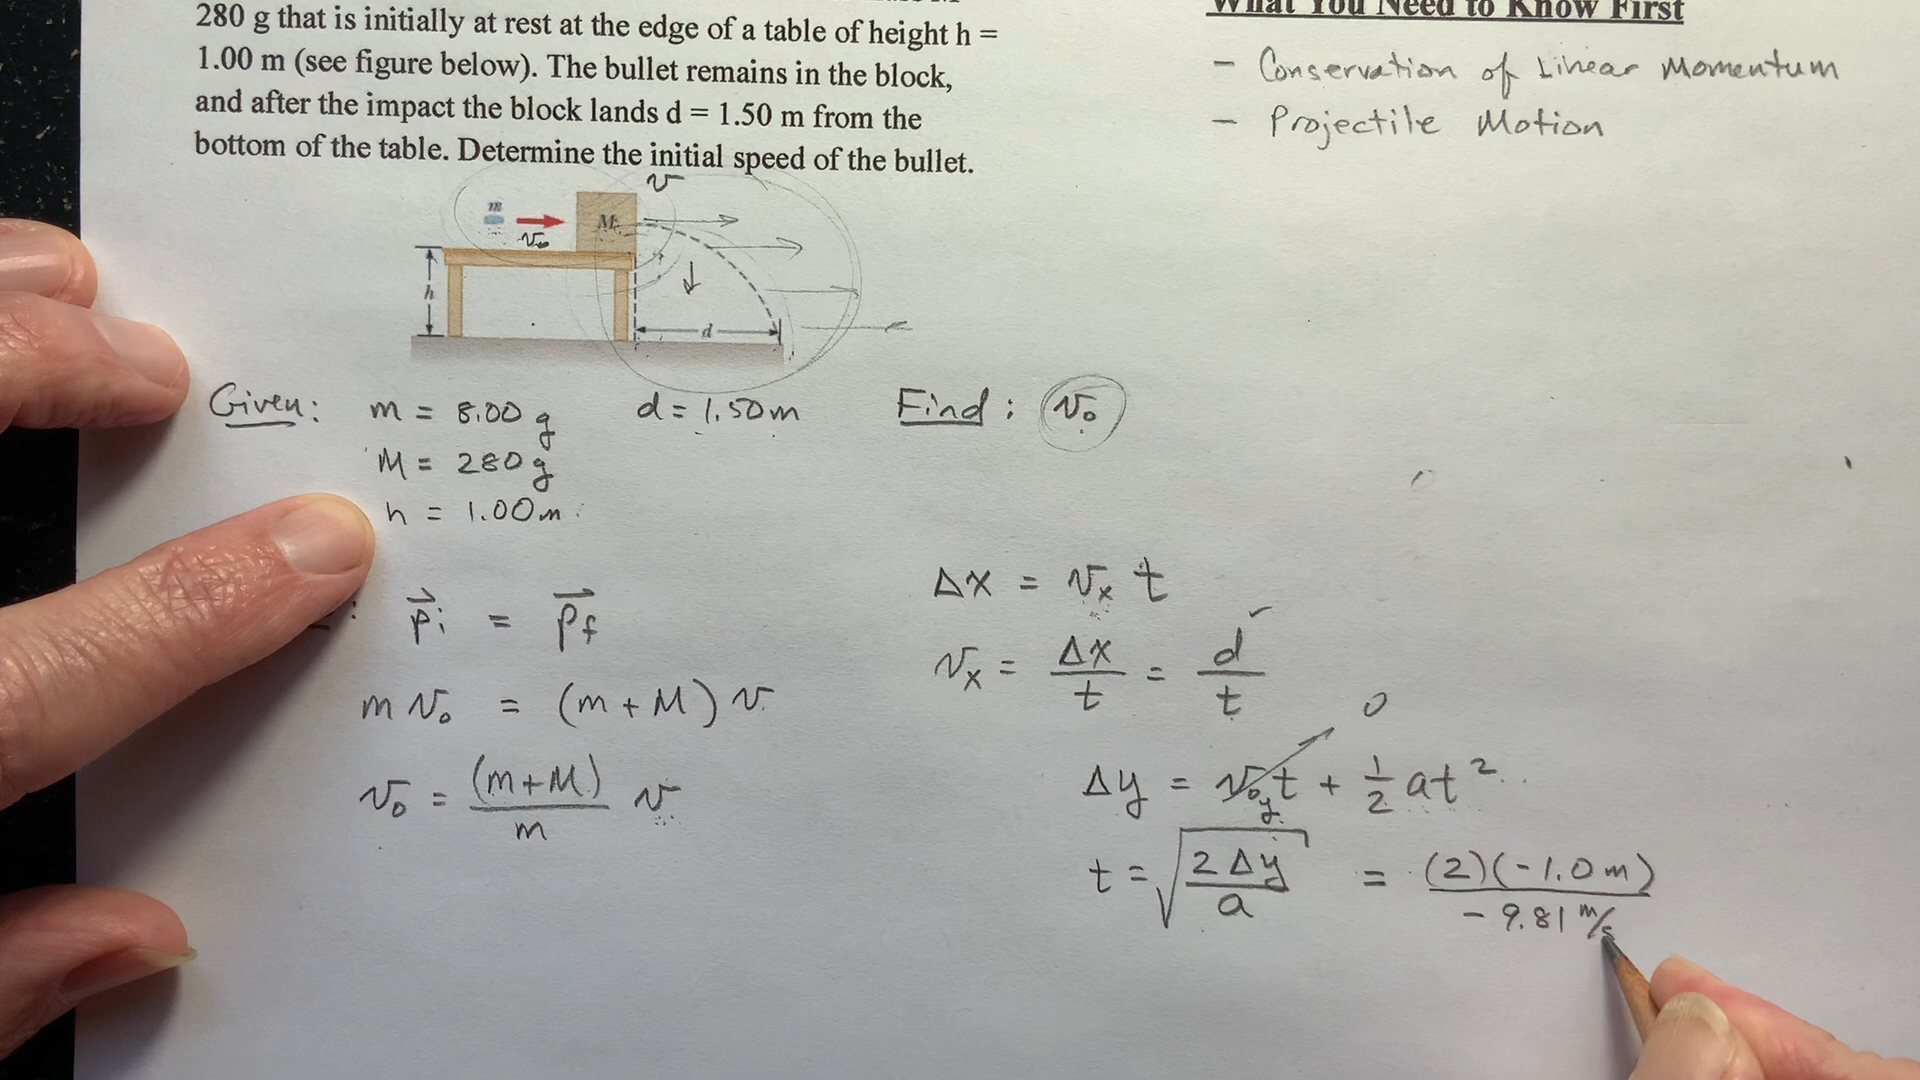 280 g that is initially at rest at the edge of a table of height h =
1.00 m (see figure below). The bullet remains in the block,
and after the impact the block lands d = 1.50 m from the
bottom of the table. Determine the initial speed of the bullet.
What You Need to Know First
- Conservation of Linear Momentum
- Projectile Motion
v
m
M
v₀
h
d
Given: m = 8.00 g d = 1.50 m Find: v₀
M = 280 g
h = 1.00 m
p⃗i = p⃗f
m v₀ = (m + M) v
v₀ = (m+M)/m v
Δx = vₓ t
vₓ = Δx/t = d/t
0
Δy = v₀y t + 1/2 at²
t = √(2 Δy/a) = (2)(-1.0 m)/-9.81 m/s